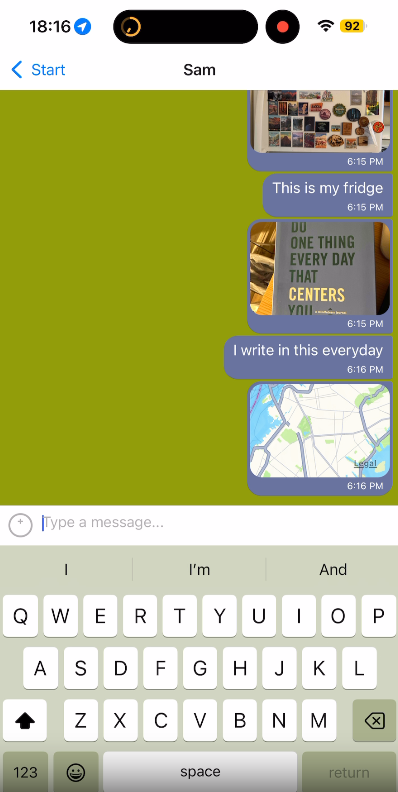 18:16
92
Start
Sam
6:15 PM
This is my fridge
6:15 PM
DO
ONE THING
EVERY DAY
THAT
CENTERS
YOU
6:15 PM
I write in this everyday
6:16 PM
Legal
6:16 PM
Type a message...
I I'm And
Q W E R T Y U I O P
A S D F G H J K L
Z X C V B N M
123 space return